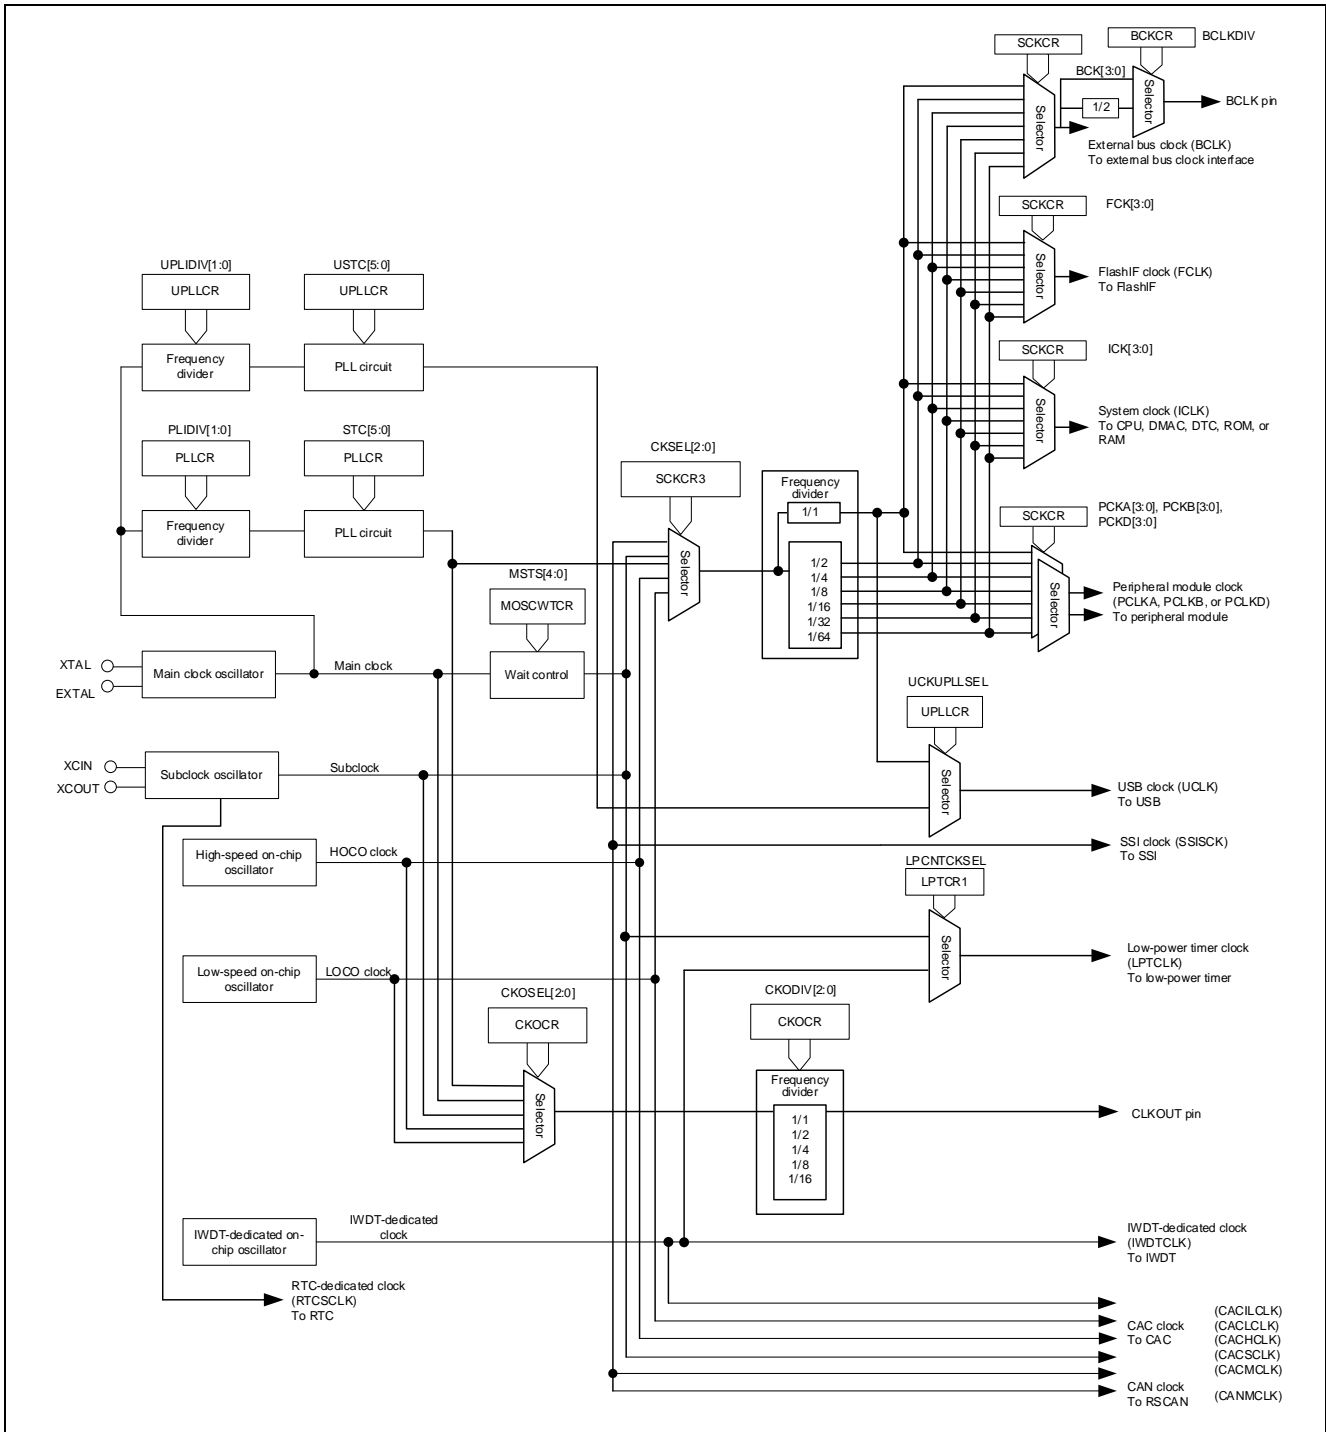 SCKCR
BCKCR
BCLKDIV
BCK[3:0]
Selector
Selector
1/2
BCLK pin
External bus clock (BCLK)
To external bus clock interface
SCKCR
FCK[3:0]
Selector
FlashIF clock (FCLK)
To FlashIF
UPLIDIV[1:0]
USTC[5:0]
UPLLCR
UPLLCR
Frequency
divider
PLL circuit
SCKCR
ICK[3:0]
Selector
System clock (ICLK)
To CPU, DMAC, DTC, ROM, or
RAM
PLIDIV[1:0]
STC[5:0]
PLLCR
PLLCR
Frequency
divider
PLL circuit
CKSEL[2:0]
SCKCR3
Selector
Frequency
divider
1/1
1/2
1/4
1/8
1/16
1/32
1/64
PCKA[3:0], PCKB[3:0],
PCKD[3:0]
SCKCR
Selector
Peripheral module clock
(PCLKA, PCLKB, or PCLKD)
To peripheral module
MSTS[4:0]
MOSCWTCR
Wait control
XTAL
EXTAL
Main clock oscillator
Main clock
UCKUPLLSEL
UPLLCR
Selector
USB clock (UCLK)
To USB
XCIN
XCOUT
Subclock oscillator
Subclock
SSI clock (SSISCK)
To SSI
High-speed on-chip
oscillator
HOCO clock
LPCNTCKSEL
LPTCR1
Selector
Low-power timer clock
(LPTCLK)
To low-power timer
Low-speed on-chip
oscillator
LOCO clock
CKOSEL[2:0]
CKOCR
Selector
CKODIV[2:0]
CKOCR
Frequency
divider
1/1
1/2
1/4
1/8
1/16
CLKOUT pin
IWDT-dedicated on-
chip oscillator
IWDT-dedicated
clock
IWDT-dedicated clock
(IWDTCLK)
To IWDT
RTC-dedicated clock
(RTCSCLK)
To RTC
CAC clock
To CAC
(CACILCLK)
(CACLCLK)
(CACHCLK)
(CACSCLK)
(CACMCLK)
CAN clock
To RSCAN
(CANMCLK)